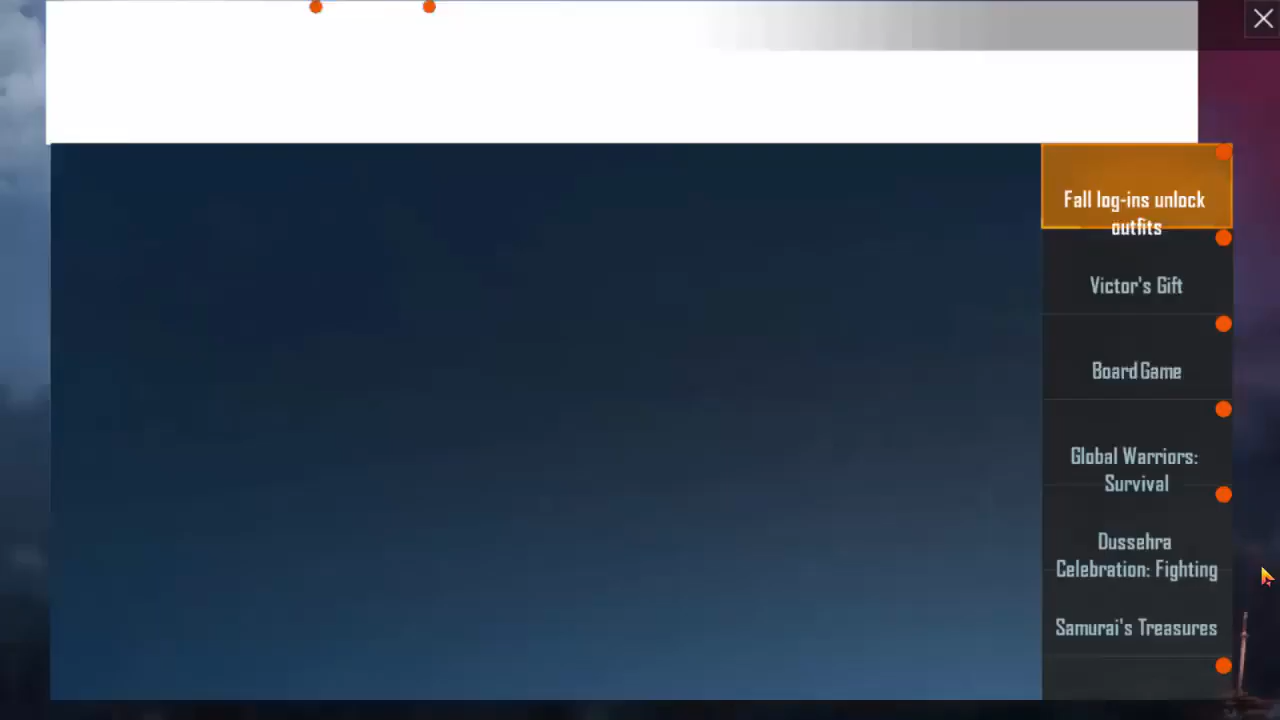 Fall log-ins unlock
outfits
Victor's Gift
Board Game
Global Warriors:
Survival
Dussehra
Celebration: Fighting
Samurai's Treasures